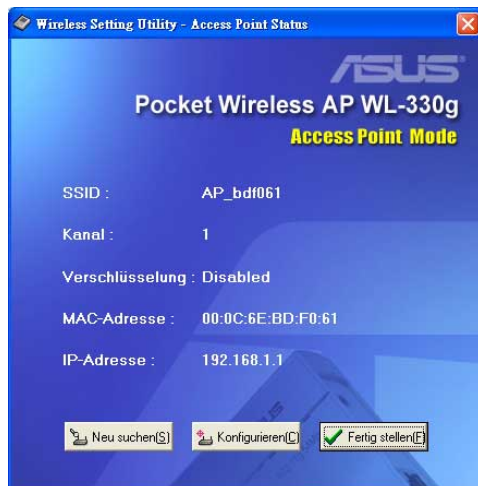 Wireless Setting Utility - Access Point Status
ASUS
Pocket Wireless AP WL-330g
Access Point Mode
SSID : AP_bdf061
Kanal : 1
Verschlüsselung : Disabled
MAC-Adresse : 00:0C:6E:BD:F0:61
IP-Adresse : 192.168.1.1
Neu suchen(S) Konfigurieren(C) Fertig stellen(F)